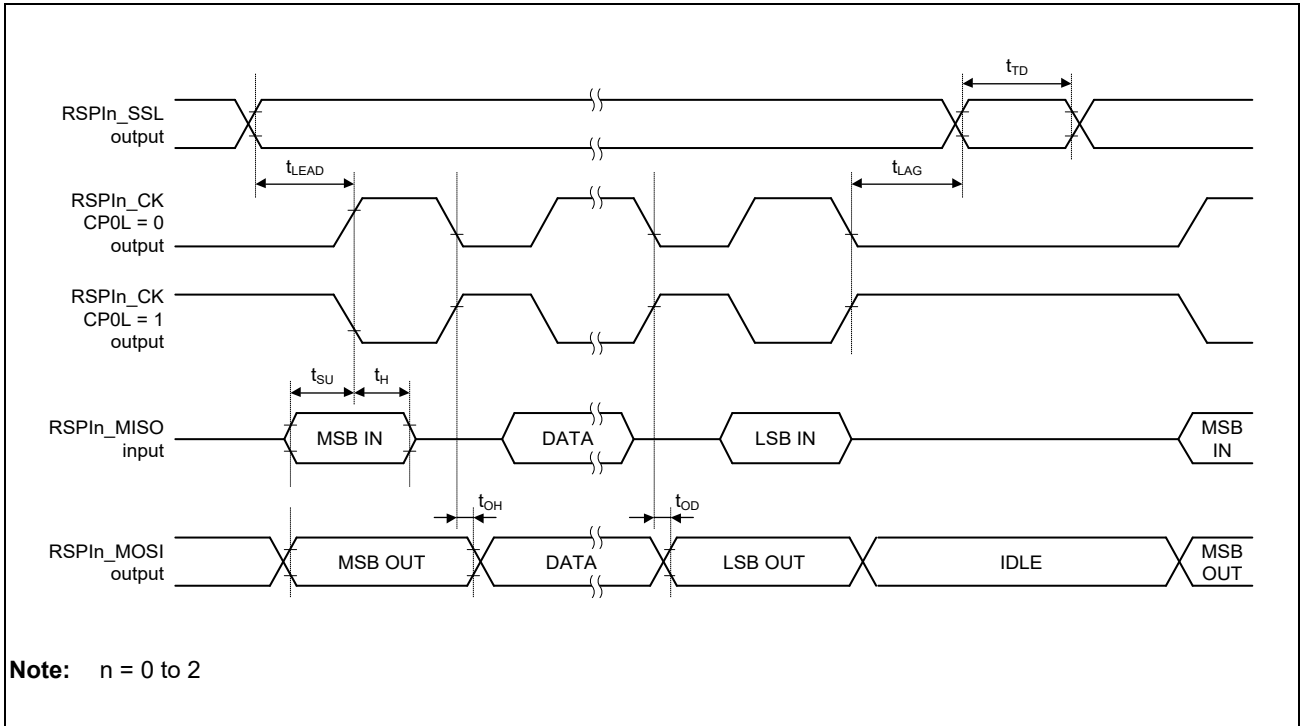 tTD
RSPIn_SSL
output
tLEAD
tLAG
RSPIn_CK
CP0L = 0
output
RSPIn_CK
CP0L = 1
output
tSU
tH
RSPIn_MISO
input
MSB IN
DATA
LSB IN
MSB
IN
tOH
tOD
RSPIn_MOSI
output
MSB OUT
DATA
LSB OUT
IDLE
MSB
OUT
Note: n = 0 to 2